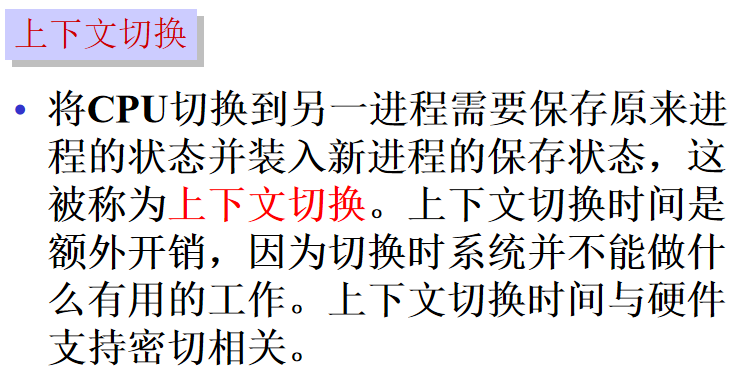 上下文切换
• 将CPU切换到另一进程需要保存原来进
程的状态并装入新进程的保存状态，这
被称为上下文切换。上下文切换时间是
额外开销，因为切换时系统并不能做什
么有用的工作。上下文切换时间与硬件
支持密切相关。